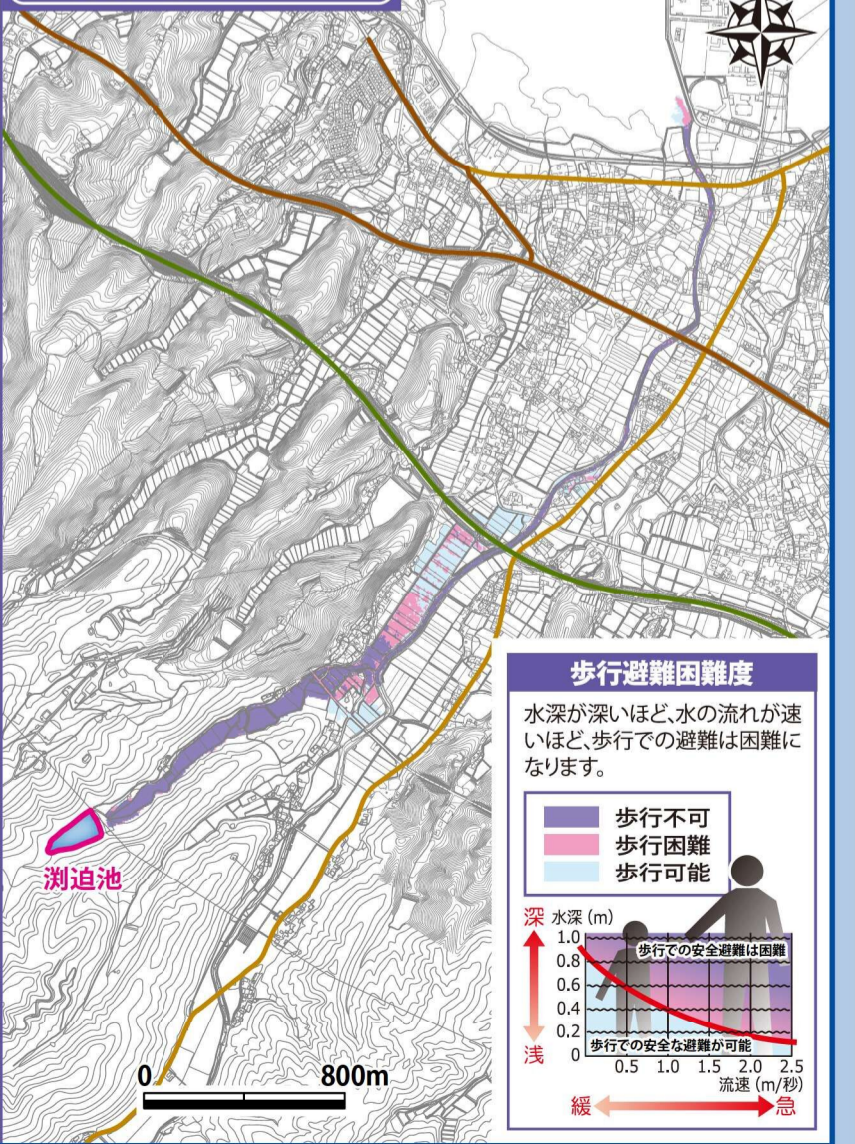 渕迫池
0 800m
歩行避難困難度
水深が深いほど、水の流れが速
いほど、歩行での避難は困難に
なります。
歩行不可
歩行困難
歩行可能
深
浅
水深(m)
1.0
0.8
0.6
0.4
0.2
0
歩行での安全避難は困難
歩行での安全な避難が可能
0.5 1.0 1.5 2.0 2.5
流速(m/秒)
緩 急